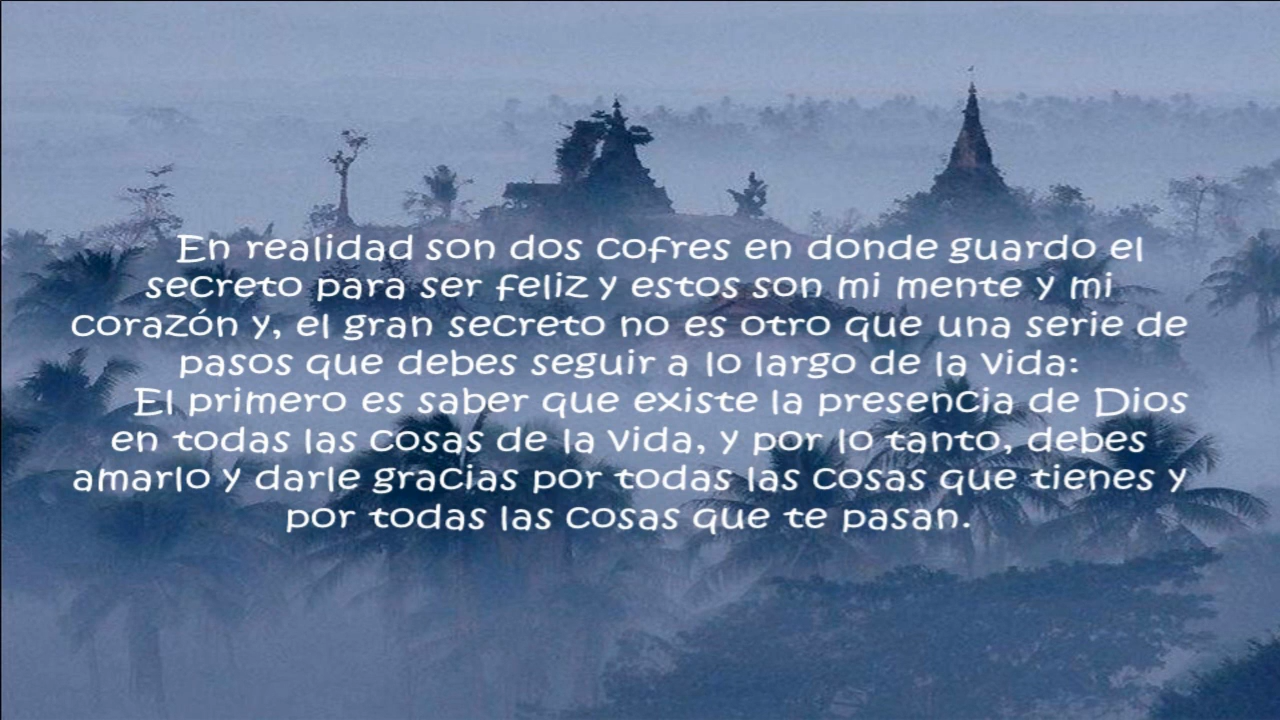 En realidad son dos cofres en donde guardo el
secreto para ser feliz y estos son mi mente y mi
corazón y, el gran secreto no es otro que una serie de
pasos que debes seguir a lo largo de la vida:
El primero es saber que existe la presencia de Dios
en todas las cosas de la vida, y por lo tanto, debes
amarlo y darle gracias por todas las cosas que tienes y
por todas las cosas que te pasan.